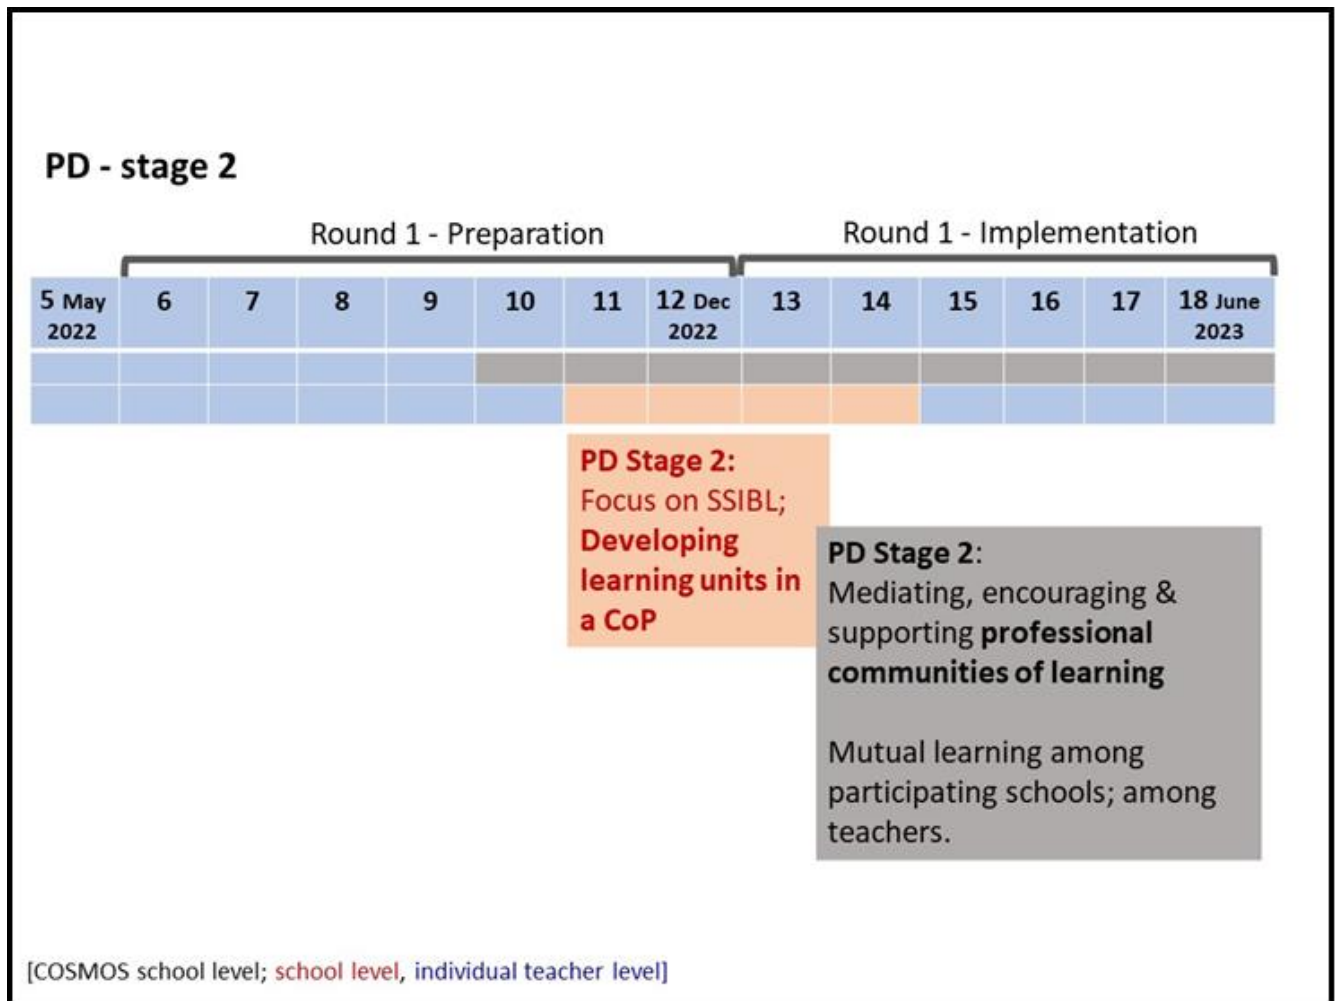 PD - stage 2
Round 1 - Preparation
Round 1 - Implementation
5 May 6 7 8 9 10 11 12 Dec 13 14 15 16 17 18 June
2022 2022 2023
PD Stage 2:
Focus on SSIBL;
Developing
learning units in
a CoP
PD Stage 2:
Mediating, encouraging &
supporting professional
communities of learning
Mutual learning among
participating schools; among
teachers.
[COSMOS school level; school level, individual teacher level]